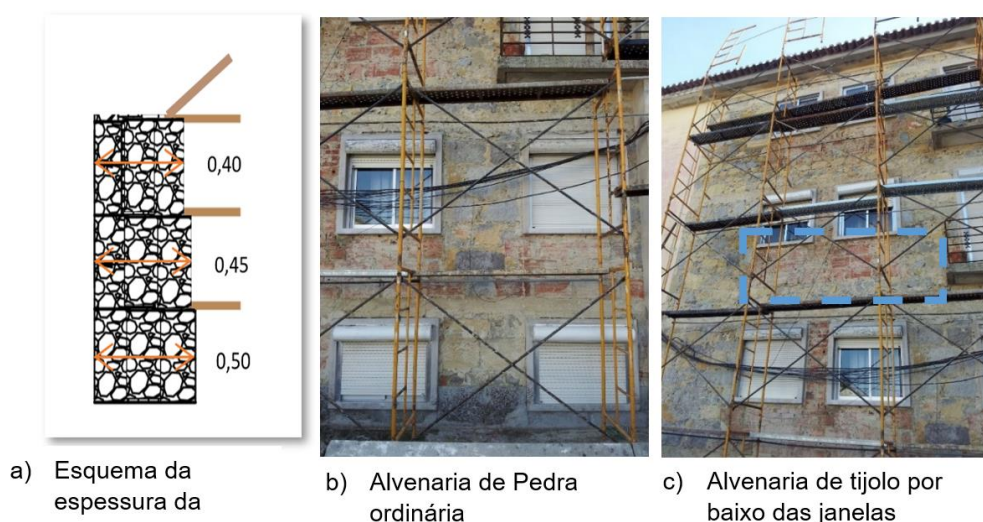 0,40
0,45
0,50
a) Esquema da
espessura da
b) Alvenaria de Pedra
ordinária
c) Alvenaria de tijolo por
baixo das janelas